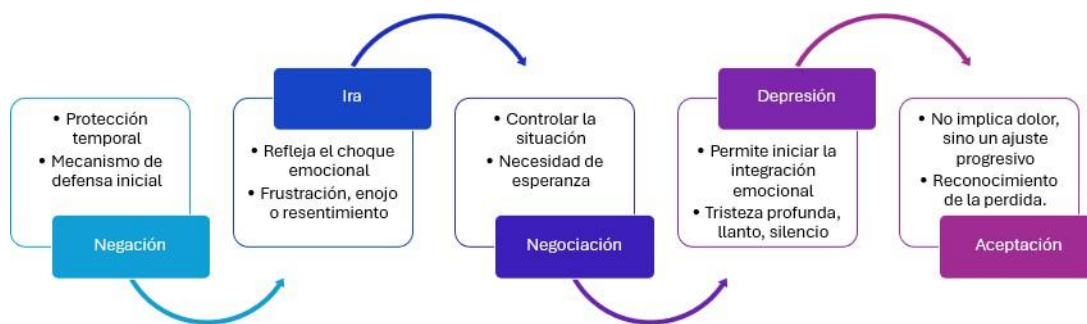 • Protección
temporal
• Mecanismo de
defensa inicial
Negación
Ira
• Refleja el choque
emocional
• Frustración, enojo
o resentimiento
• Controlar la
situación
• Necesidad de
esperanza
Negociación
Depresión
• Permite iniciar la
integración
emocional
• Tristeza profunda,
llanto, silencio
• No implica dolor,
sino un ajuste
progresivo
• Reconocimiento
de la perdida.
Aceptación